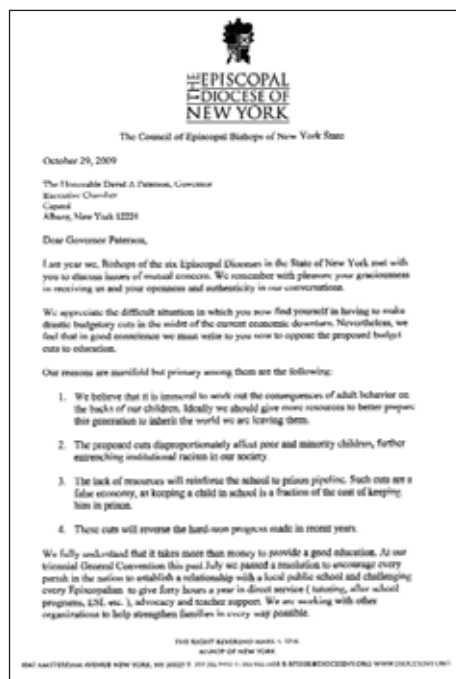 THE EPISCOPAL
DIOCESE OF
NEW YORK
The Council of Episcopal Bishops of New York State
October 29, 2009
The Honorable David A Paterson, Governor
Executive Chamber
Capitol
Albany, New York 12224
Dear Governor Paterson,
Last year we, Bishops of the six Episcopal Dioceses in the State of New York met with
you to discuss issues of mutual concern. We remember with pleasure your graciousness
in receiving us and your openness and authenticity in our conversations.
We appreciate the difficult situation in which you now find yourself in having to make
drastic budgetary cuts in the midst of the current economic downturn. Nevertheless, we
feel that in good conscience we must write to you now to oppose the proposed budget
cuts to education.
Our reasons are manifold but primary among them are the following:
1. We believe that it is immoral to work out the consequences of adult behavior on
the backs of our children. Ideally we should give more resources to better prepare
this generation to inherit the world we are leaving them.
2. The proposed cuts disproportionately affect poor and minority children, further
entrenching institutional racism in our society.
3. The lack of resources will reinforce the school to prison pipeline. Such cuts are a
false economy, as keeping a child in school is a fraction of the cost of keeping
him in prison.
4. These cuts will reverse the hard-won progress made in recent years.
We fully understand that it takes more than money to provide a good education. At our
triennial General Convention this past July we passed a resolution to encourage every
parish in the nation to establish a relationship with a local public school and challenging
every Episcopalian to give forty hours a year in direct service ( tutoring, after school
programs, ESL etc. ), advocacy and teacher support. We are working with other
organizations to help strengthen families in every way possible.
THE RIGHT REVEREND MARK S. SISK
BISHOP OF NEW YORK
1047 AMSTERDAM AVENUE NEW YORK, NY 10025